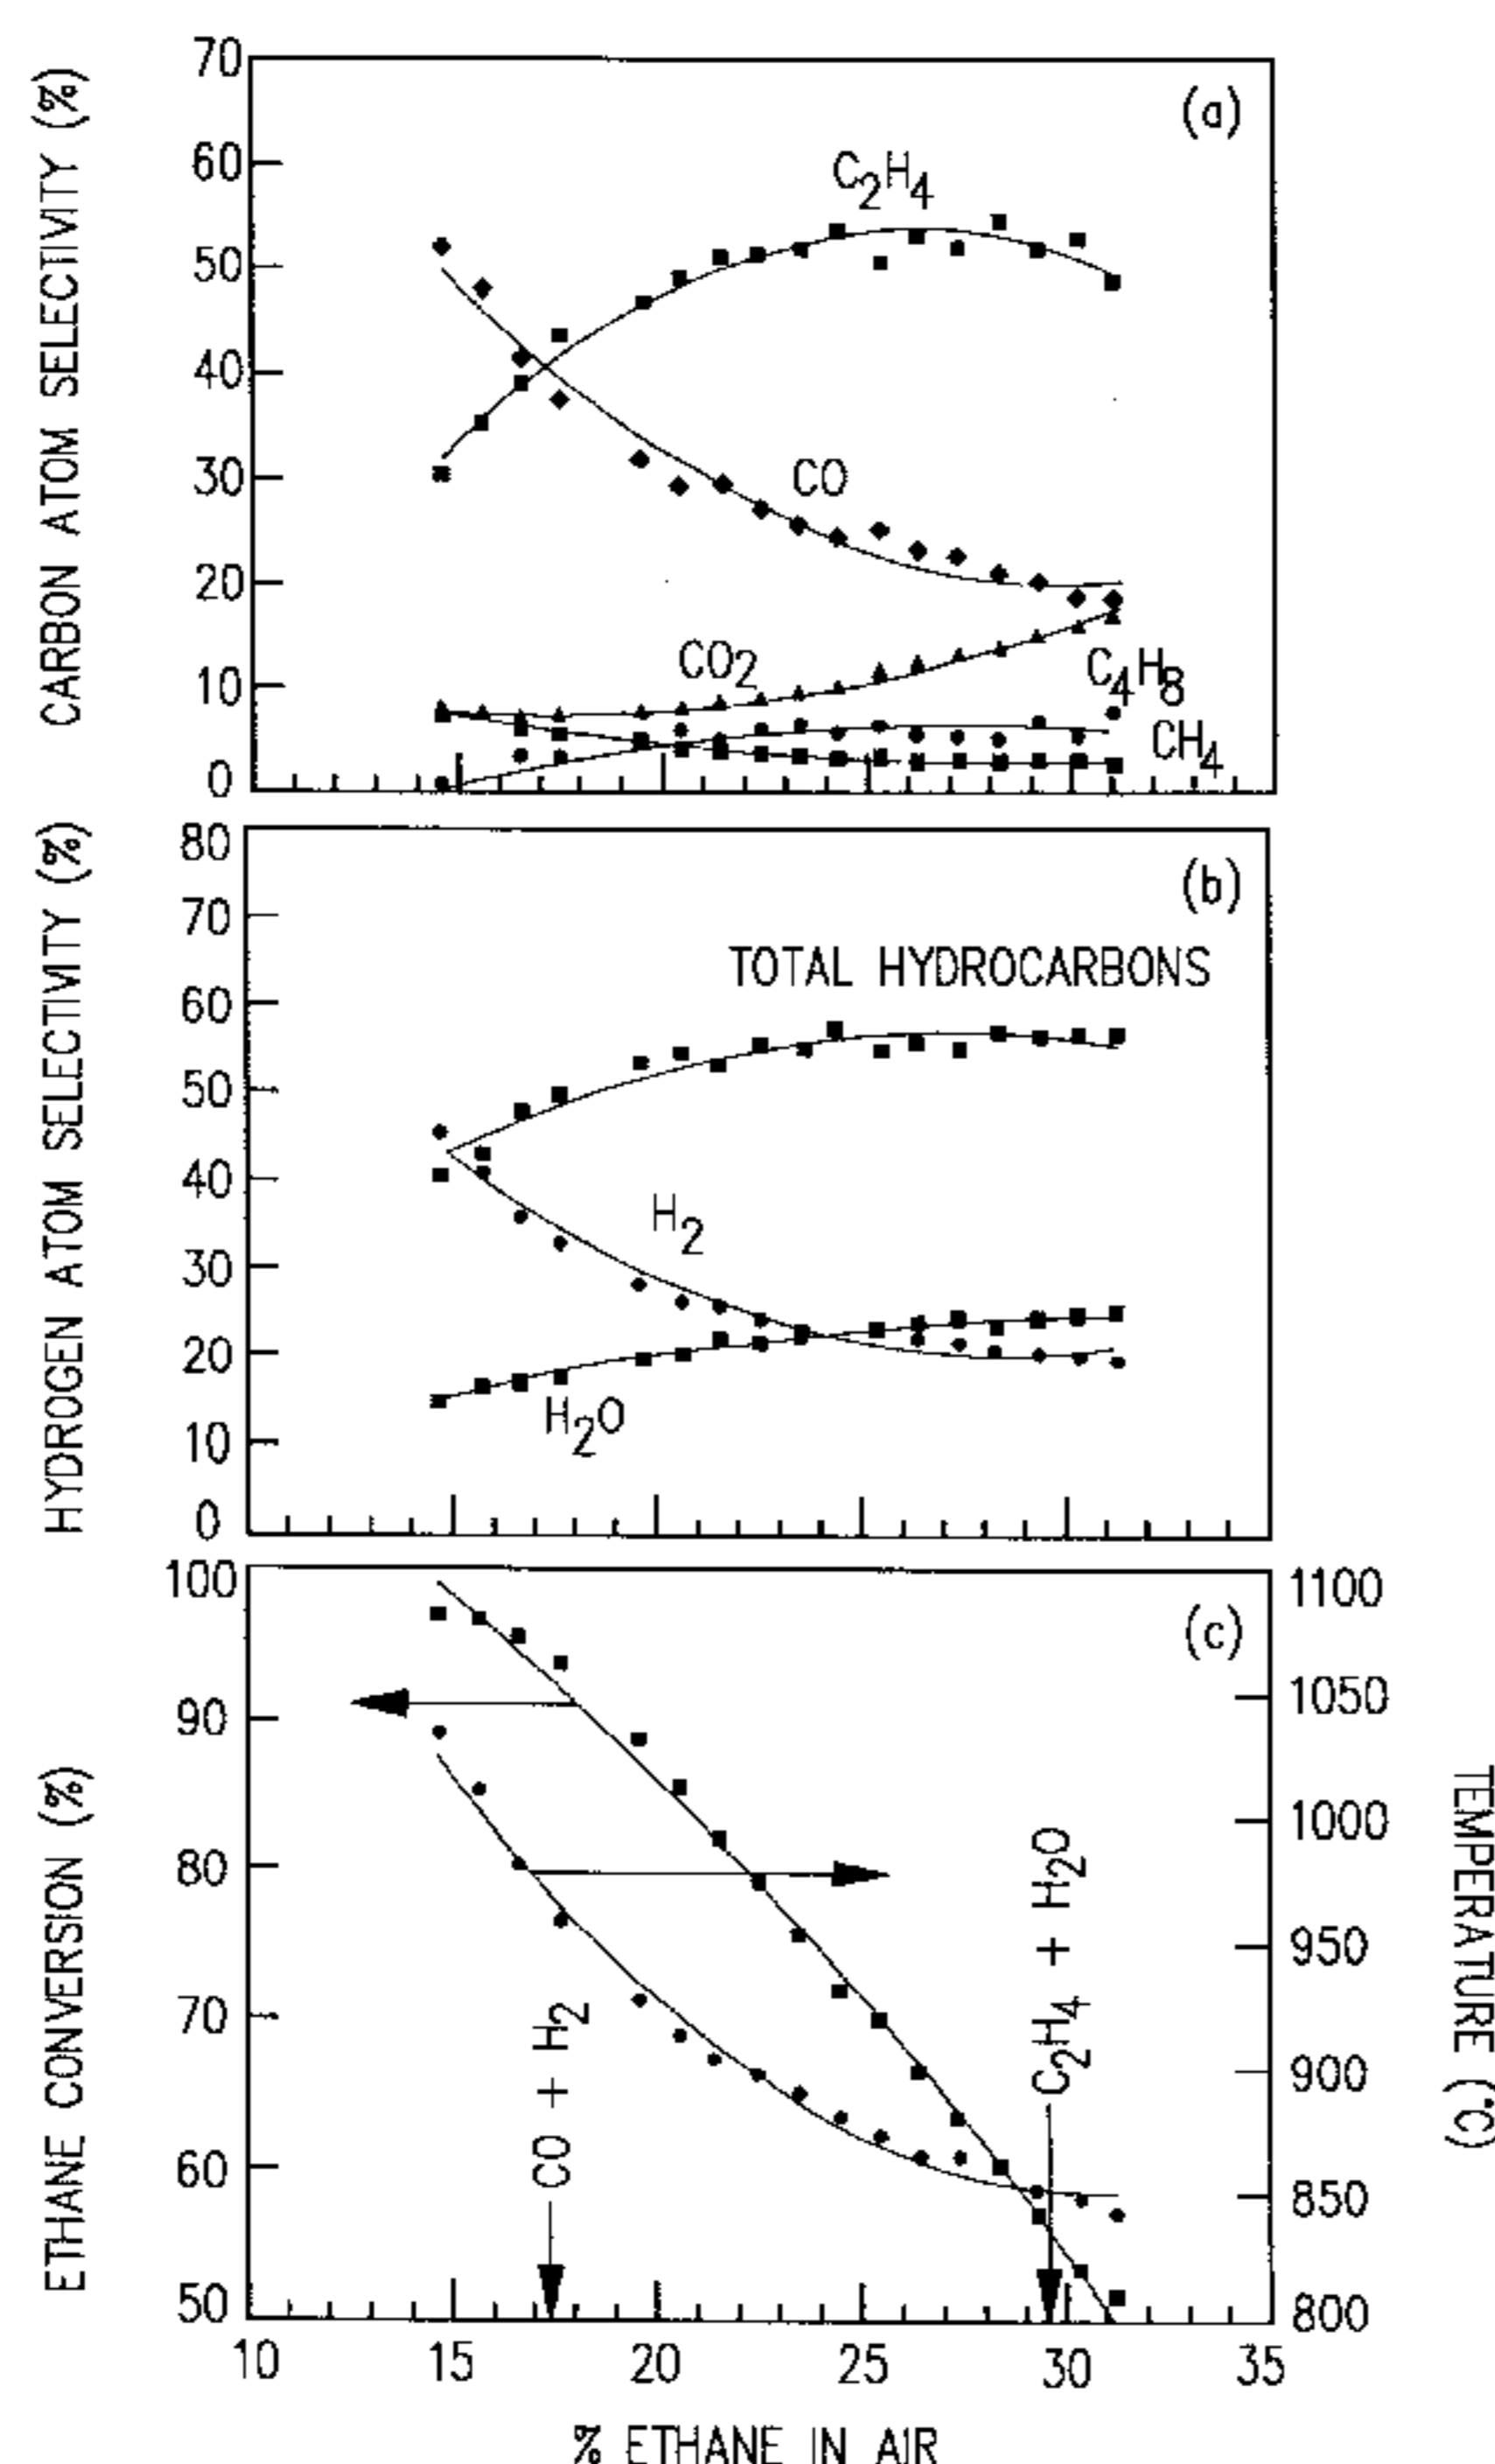 CARBON ATOM SELECTIVITY (%)
70
60
50
40
30
20
10
0
(a)
C2H4
CO
CO2
C4H8
CH4
HYDROGEN ATOM SELECTIVITY (%)
80
70
60
50
40
30
20
10
0
(b)
TOTAL HYDROCARBONS
H2
H2O
ETHANE CONVERSION (%)
100
90
80
70
60
50
(c)
CO + H2
C2H4 + H2O
1100
1050
1000
950
900
850
800
TEMPERATURE (°C)
10 15 20 25 30 35
% ETHANE IN AIR